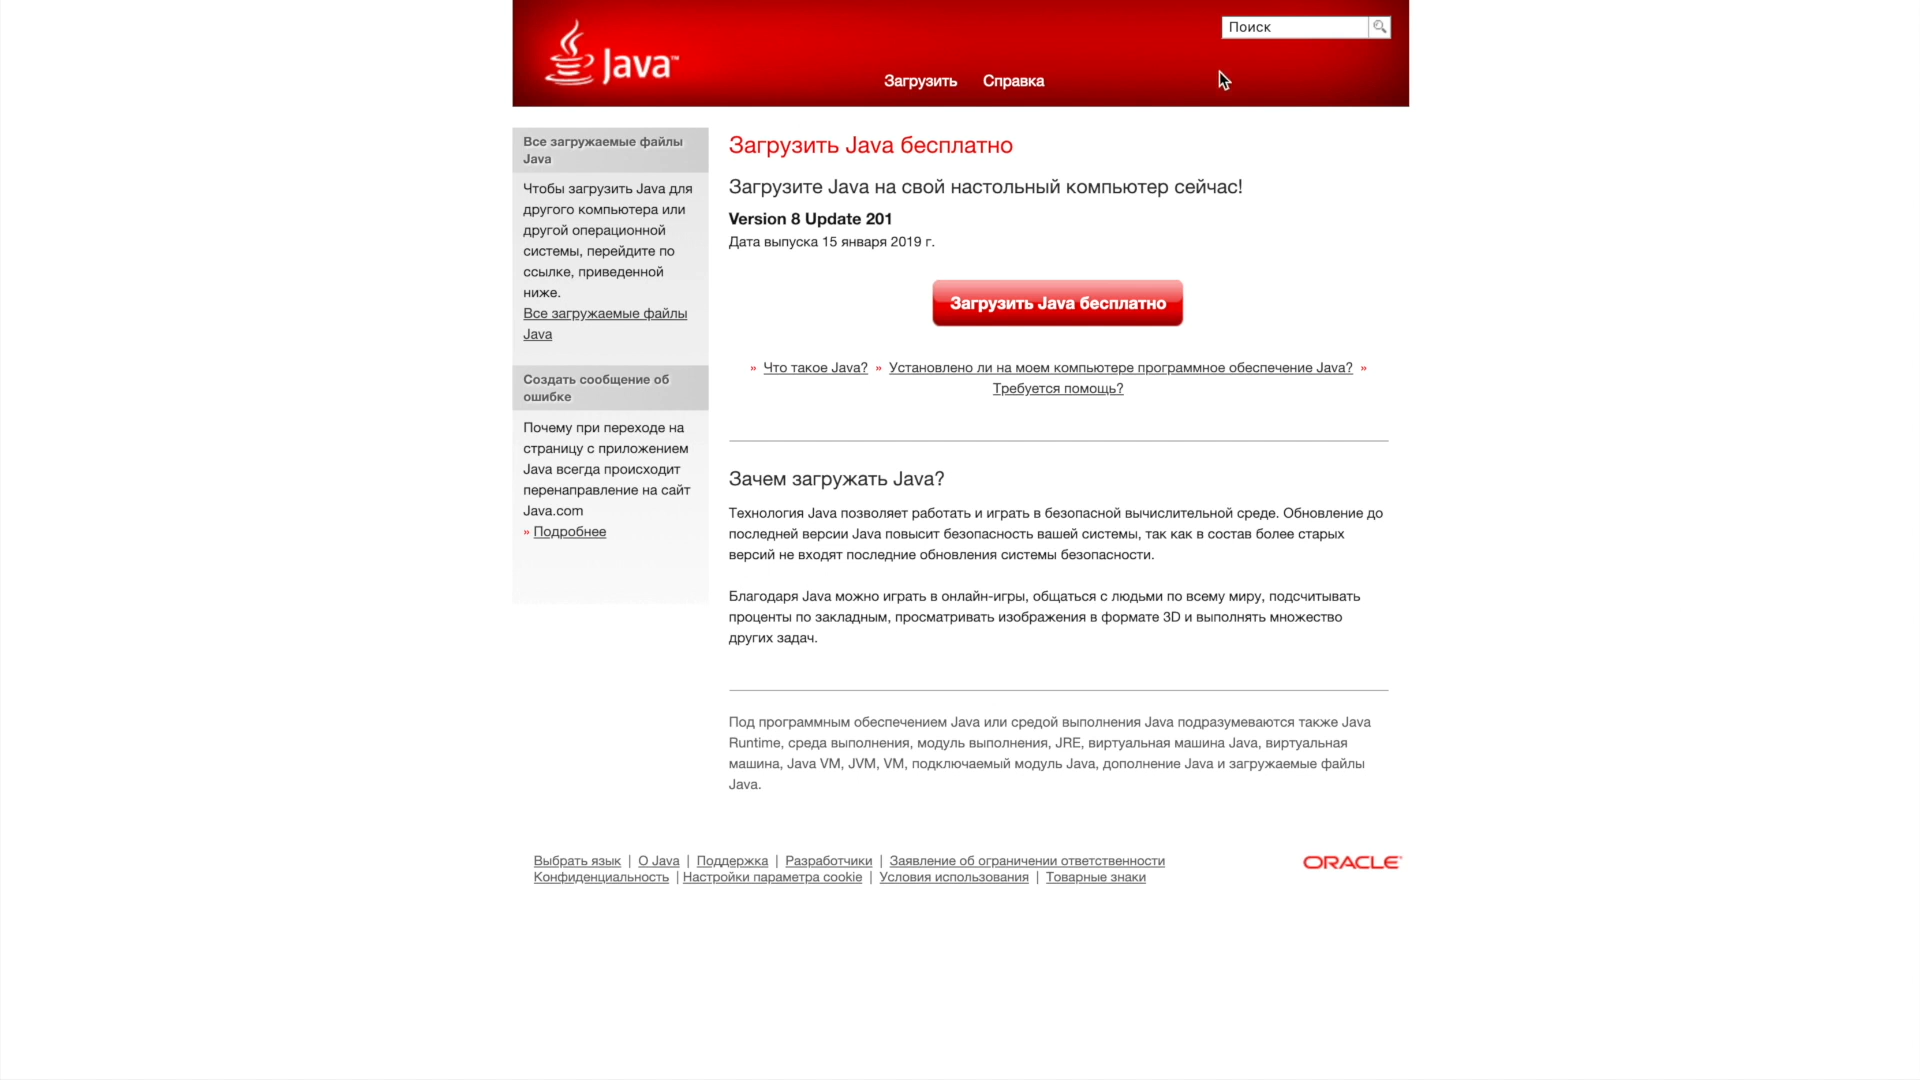 Java™
Поиск
Загрузить Справка
Все загружаемые файлы
Java
Чтобы загрузить Java для
другого компьютера или
другой операционной
системы, перейдите по
ссылке, приведенной
ниже.
Все загружаемые файлы
Java
Создать сообщение об
ошибке
Почему при переходе на
страницу с приложением
Java всегда происходит
перенаправление на сайт
Java.com
» Подробнее
Загрузить Java бесплатно
Загрузите Java на свой настольный компьютер сейчас!
Version 8 Update 201
Дата выпуска 15 января 2019 г.
Загрузить Java бесплатно
» Что такое Java? » Установлено ли на моем компьютере программное обеспечение Java? »
Требуется помощь?
Зачем загружать Java?
Технология Java позволяет работать и играть в безопасной вычислительной среде. Обновление до
последней версии Java повысит безопасность вашей системы, так как в состав более старых
версий не входят последние обновления системы безопасности.
Благодаря Java можно играть в онлайн-игры, общаться с людьми по всему миру, подсчитывать
проценты по закладным, просматривать изображения в формате 3D и выполнять множество
других задач.
Под программным обеспечением Java или средой выполнения Java подразумеваются также Java
Runtime, среда выполнения, модуль выполнения, JRE, виртуальная машина Java, виртуальная
машина, Java VM, JVM, VM, подключаемый модуль Java, дополнение Java и загружаемые файлы
Java.
Выбрать язык | О Java | Поддержка | Разработчики | Заявление об ограничении ответственности
Конфиденциальность | Настройки параметра cookie | Условия использования | Товарные знаки
ORACLE